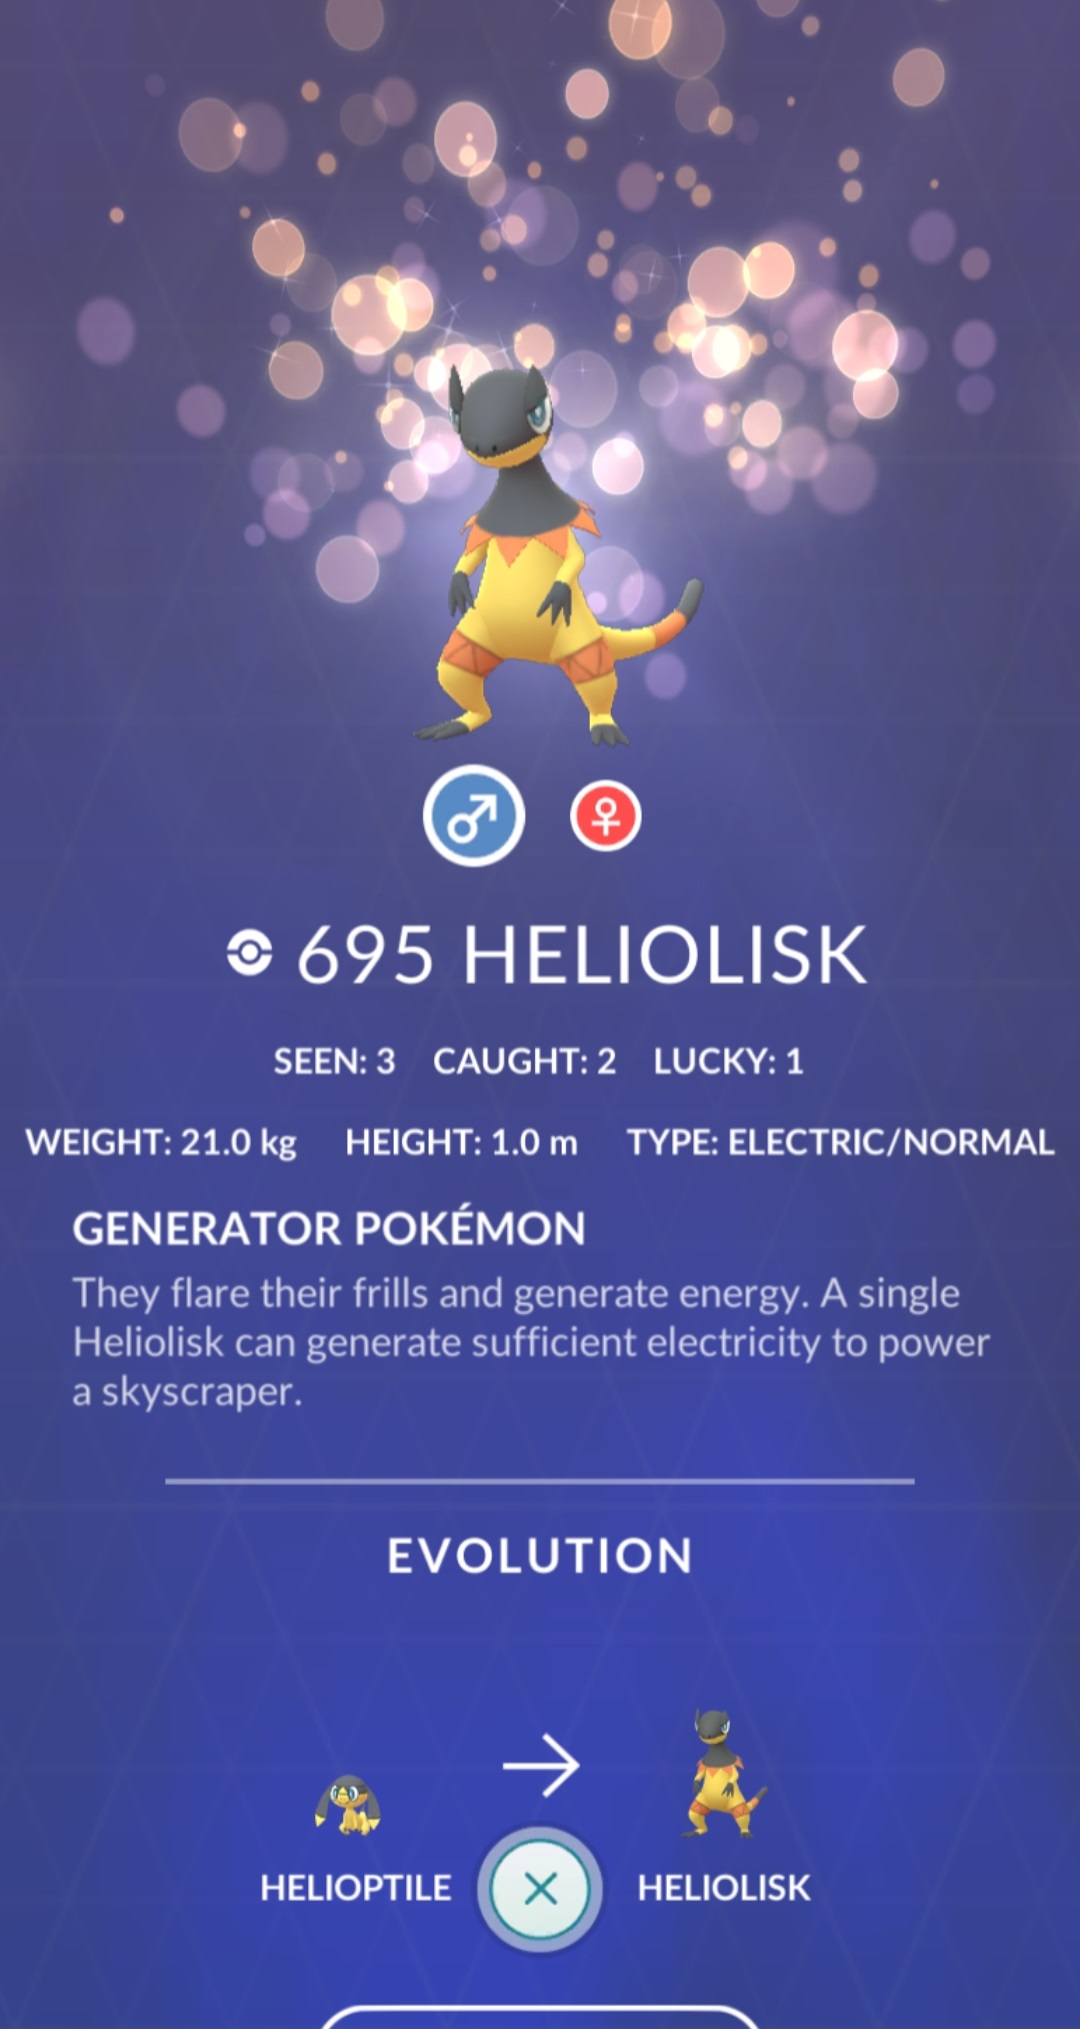 695 HELIOLISK
SEEN: 3 CAUGHT: 2 LUCKY: 1
WEIGHT: 21.0 kg HEIGHT: 1.0 m TYPE: ELECTRIC/NORMAL
GENERATOR POKÉMON
They flare their frills and generate energy. A single
Heliolisk can generate sufficient electricity to power
a skyscraper.
EVOLUTION
HELIOPTILE HELIOLISK